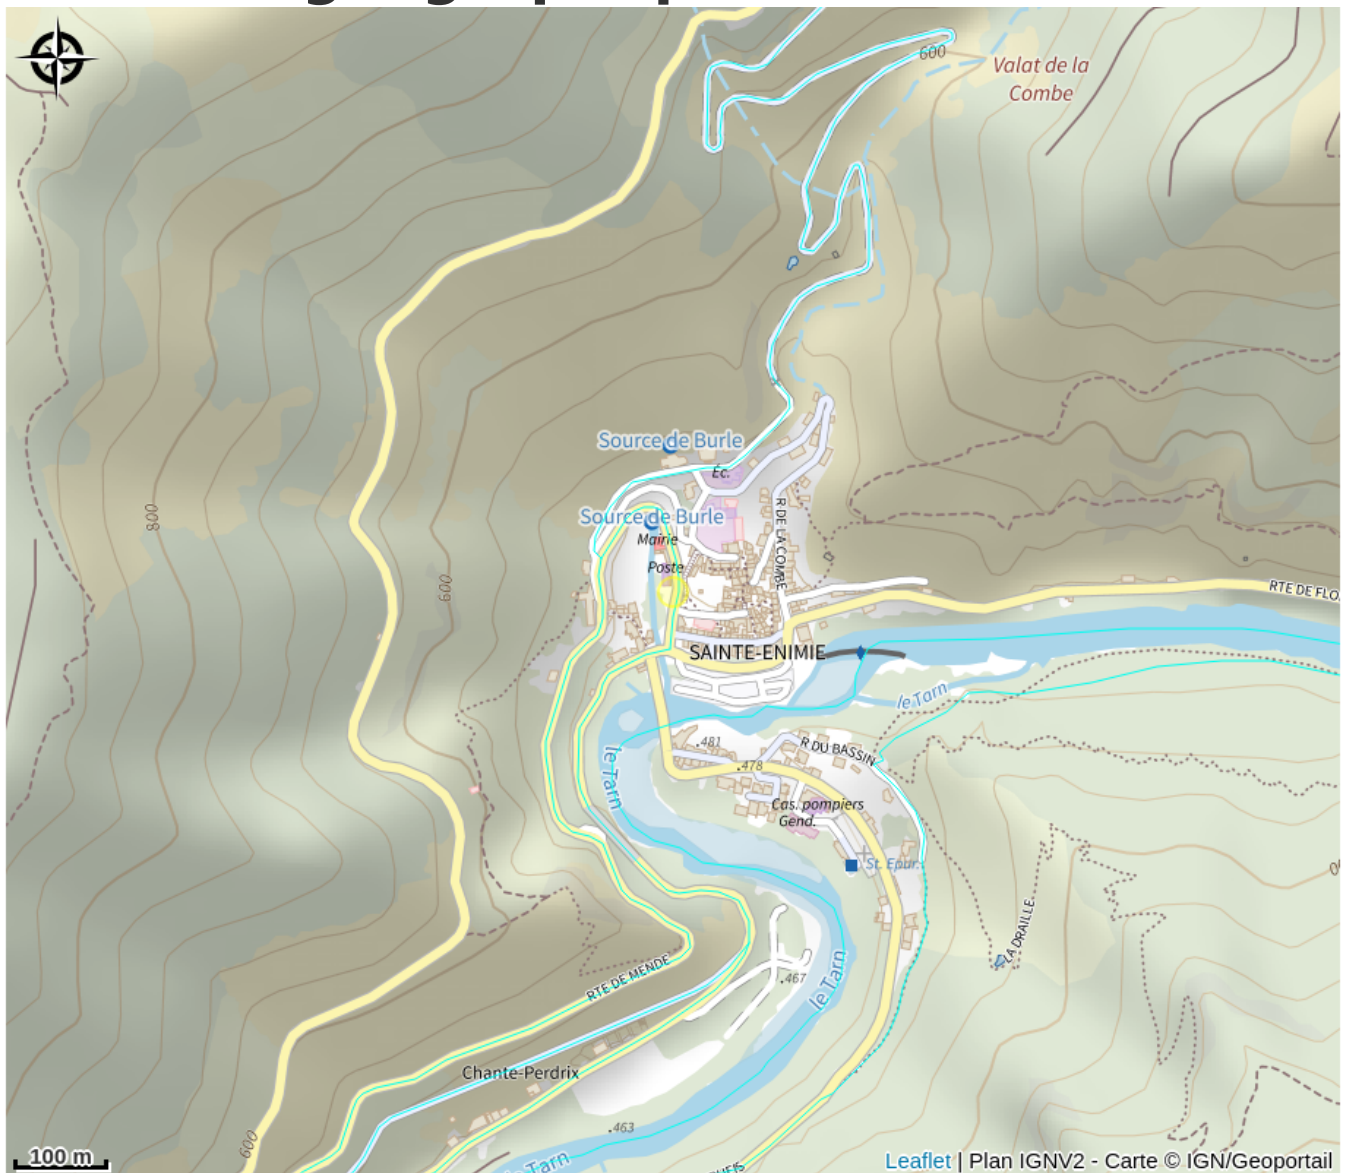 600
Valat de la
Combe
Source de Burle
Éc.
Source de Burle
Mairie
Poste
R DE LA COMBE
800
600
RTE DE FLO
SAINTE-ENIMIE
le Tarn
.481
R DU BASSIN
.478
le Tarn
Cas. pompiers
Gend.
St. Epur.
LA DRAILLE
RTE DE MENDE
.467
le Tarn
Chante-Perdrix
.463
600
100 m
le Tarn
Leaflet | Plan IGNV2 - Carte © IGN/Geoportail